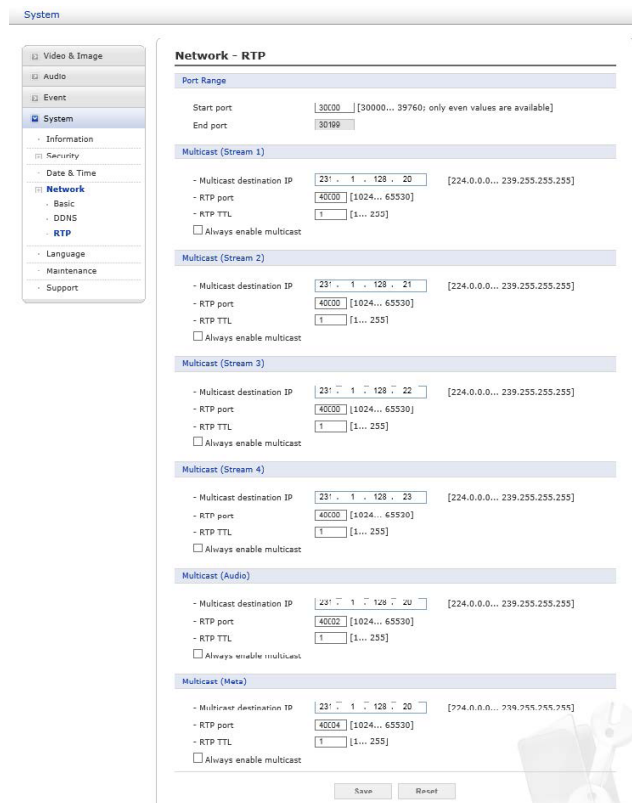 System
Video & Image
Audio
Event
System
Information
Security
Date & Time
Network
Basic
DDNS
RTP
Language
Maintenance
Support
Network - RTP
Port Range
Start port 30000 [30000... 39760; only even values are available]
End port 30199
Multicast (Stream 1)
- Multicast destination IP 231 . 1 . 128 . 20 [224.0.0.0... 239.255.255.255]
- RTP port 40000 [1024... 65530]
- RTP TTL 1 [1... 255]
Always enable multicast
Multicast (Stream 2)
- Multicast destination IP 231 . 1 . 128 . 21 [224.0.0.0... 239.255.255.255]
- RTP port 40000 [1024... 65530]
- RTP TTL 1 [1... 255]
Always enable multicast
Multicast (Stream 3)
- Multicast destination IP 231 . 1 . 128 . 22 [224.0.0.0... 239.255.255.255]
- RTP port 40000 [1024... 65530]
- RTP TTL 1 [1... 255]
Always enable multicast
Multicast (Stream 4)
- Multicast destination IP 231 . 1 . 128 . 23 [224.0.0.0... 239.255.255.255]
- RTP port 40000 [1024... 65530]
- RTP TTL 1 [1... 255]
Always enable multicast
Multicast (Audio)
- Multicast destination IP 231 . 1 . 128 . 20 [224.0.0.0... 239.255.255.255]
- RTP port 40002 [1024... 65530]
- RTP TTL 1 [1... 255]
Always enable multicast
Multicast (Meta)
- Multicast destination IP 231 . 1 . 128 . 20 [224.0.0.0... 239.255.255.255]
- RTP port 40004 [1024... 65530]
- RTP TTL 1 [1... 255]
Always enable multicast
Save Reset